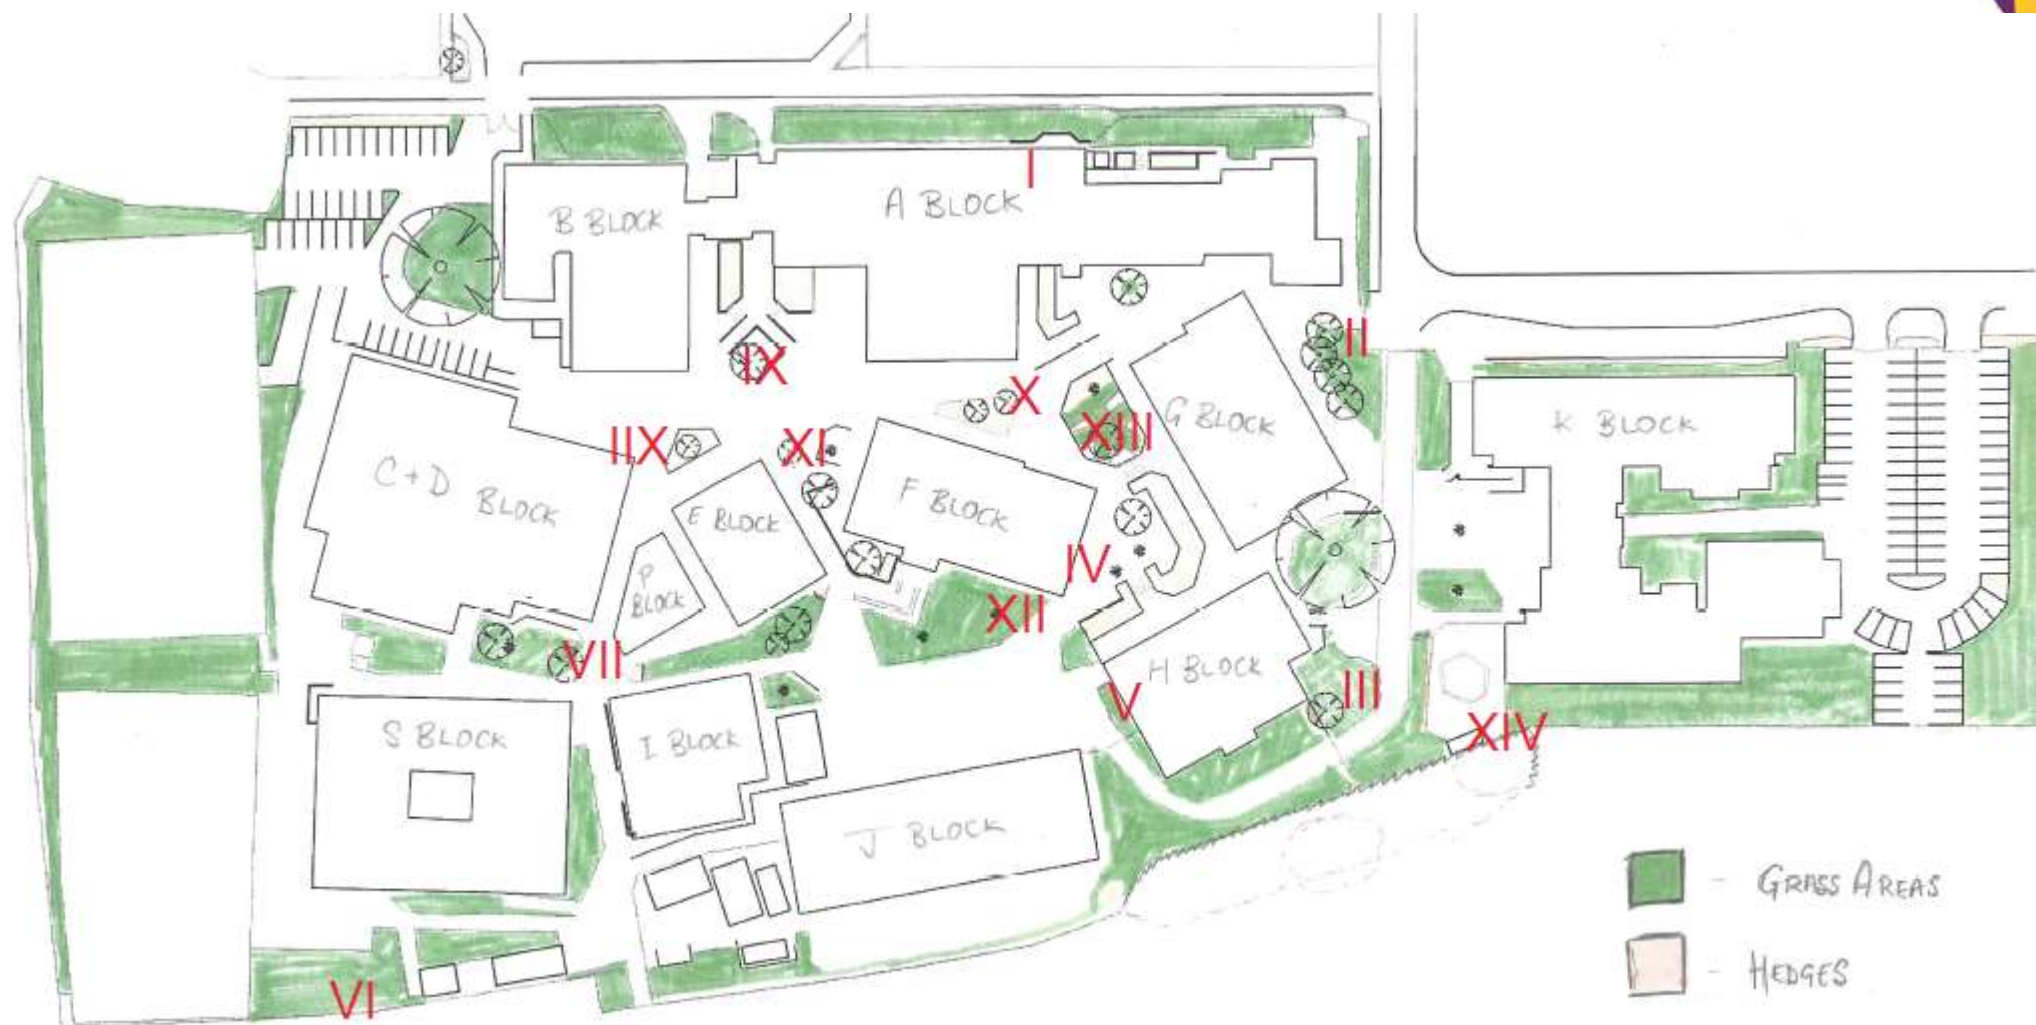 I
A BLOCK
B BLOCK
II
IX
X
XIII
G BLOCK
K BLOCK
IIX
XI
C+D BLOCK
E BLOCK
F BLOCK
IV
P
BLOCK
XII
VII
H BLOCK
III
V
XIV
S BLOCK
I BLOCK
J BLOCK
- GRASS AREAS
VI
- HEDGES